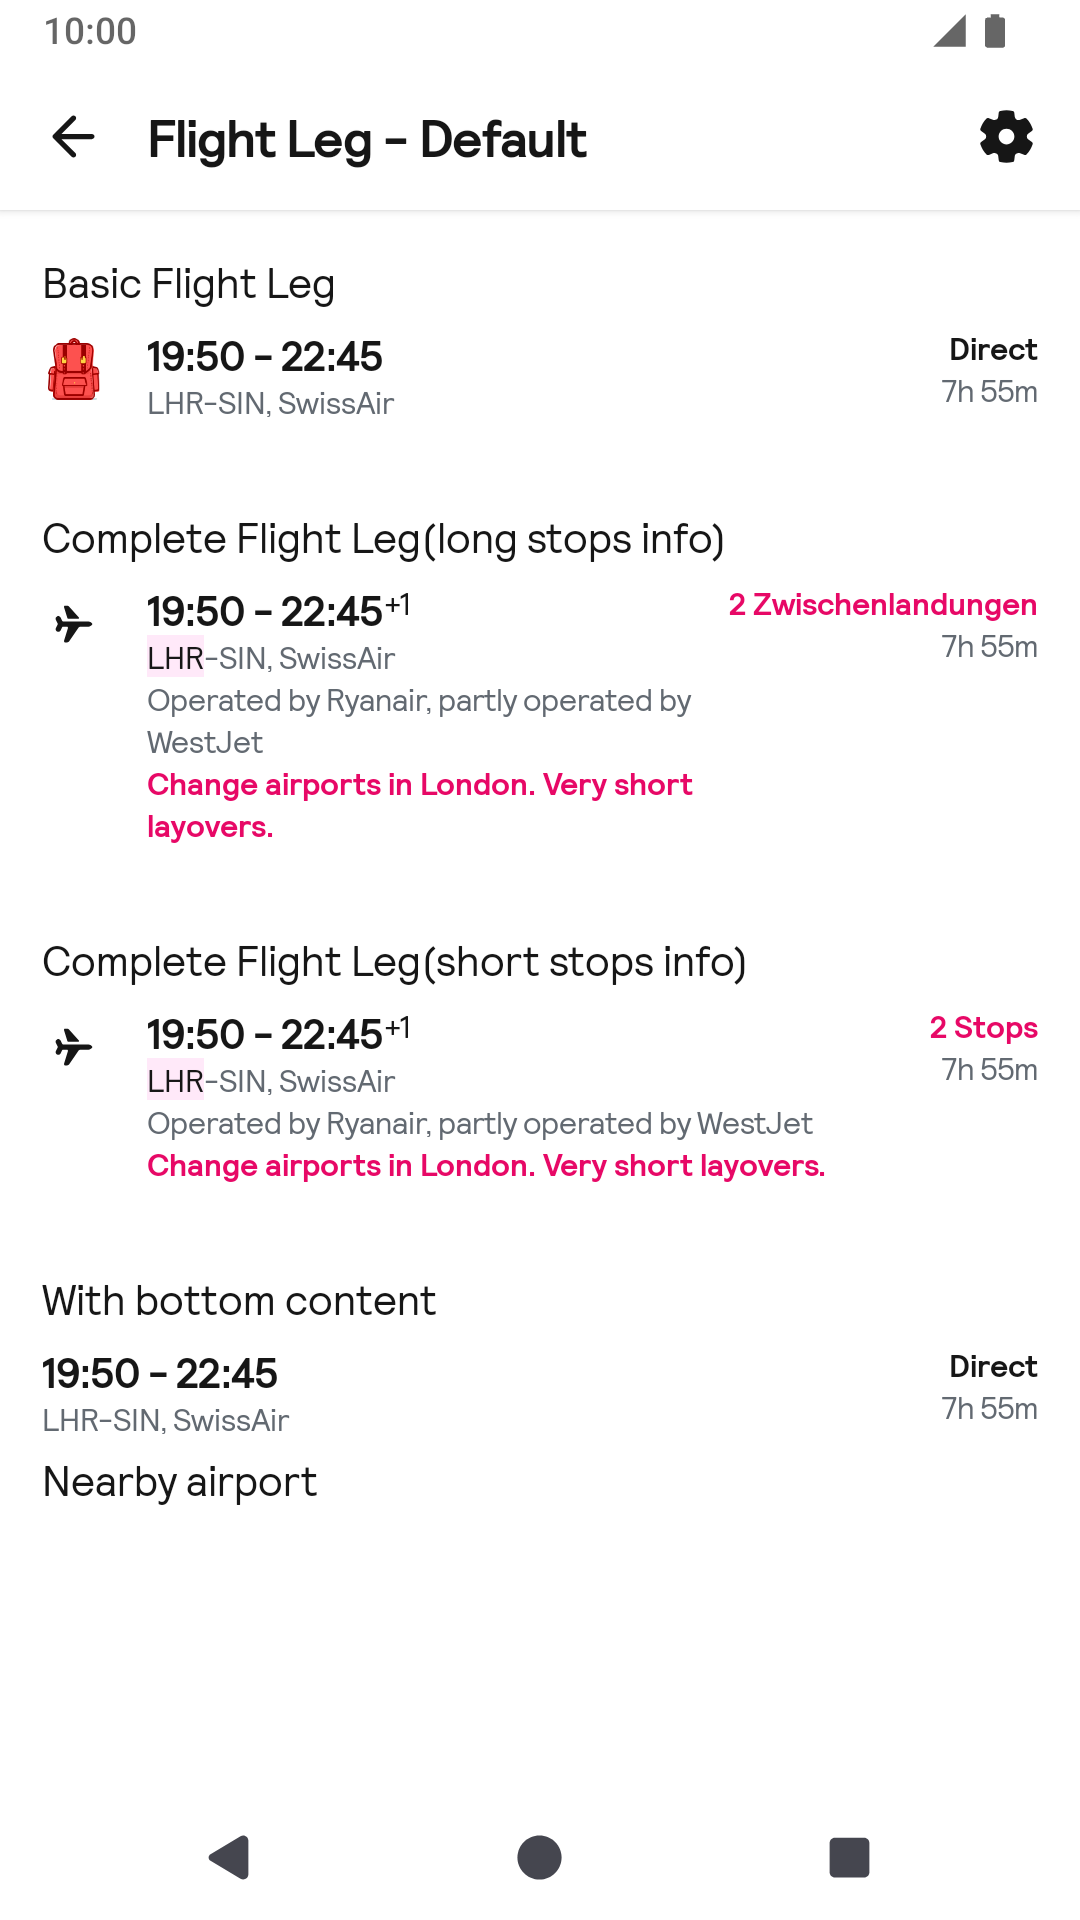 10:00
Flight Leg – Default
Basic Flight Leg
19:50 – 22:45
Direct
LHR–SIN, SwissAir
7h 55m
Complete Flight Leg(long stops info)
19:50 – 22:45+1
2 Zwischenlandungen
LHR–SIN, SwissAir
7h 55m
Operated by Ryanair, partly operated by
WestJet
Change airports in London. Very short
layovers.
Complete Flight Leg(short stops info)
19:50 – 22:45+1
2 Stops
LHR–SIN, SwissAir
7h 55m
Operated by Ryanair, partly operated by WestJet
Change airports in London. Very short layovers.
With bottom content
19:50 – 22:45
Direct
LHR–SIN, SwissAir
7h 55m
Nearby airport